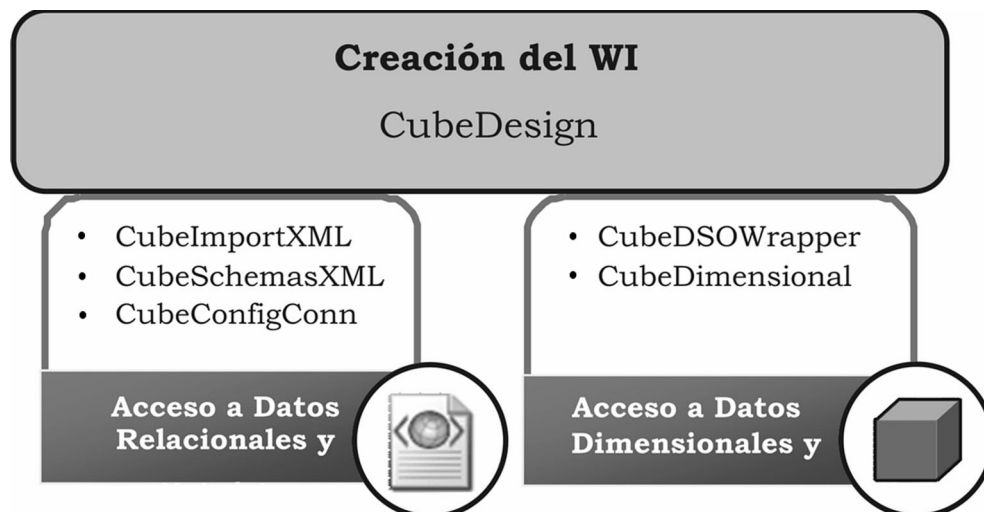 Creación del WI
CubeDesign
• CubeImportXML
• CubeSchemasXML
• CubeConfigConn
Acceso a Datos
Relacionales y
• CubeDSOWrapper
• CubeDimensional
Acceso a Datos
Dimensionales y